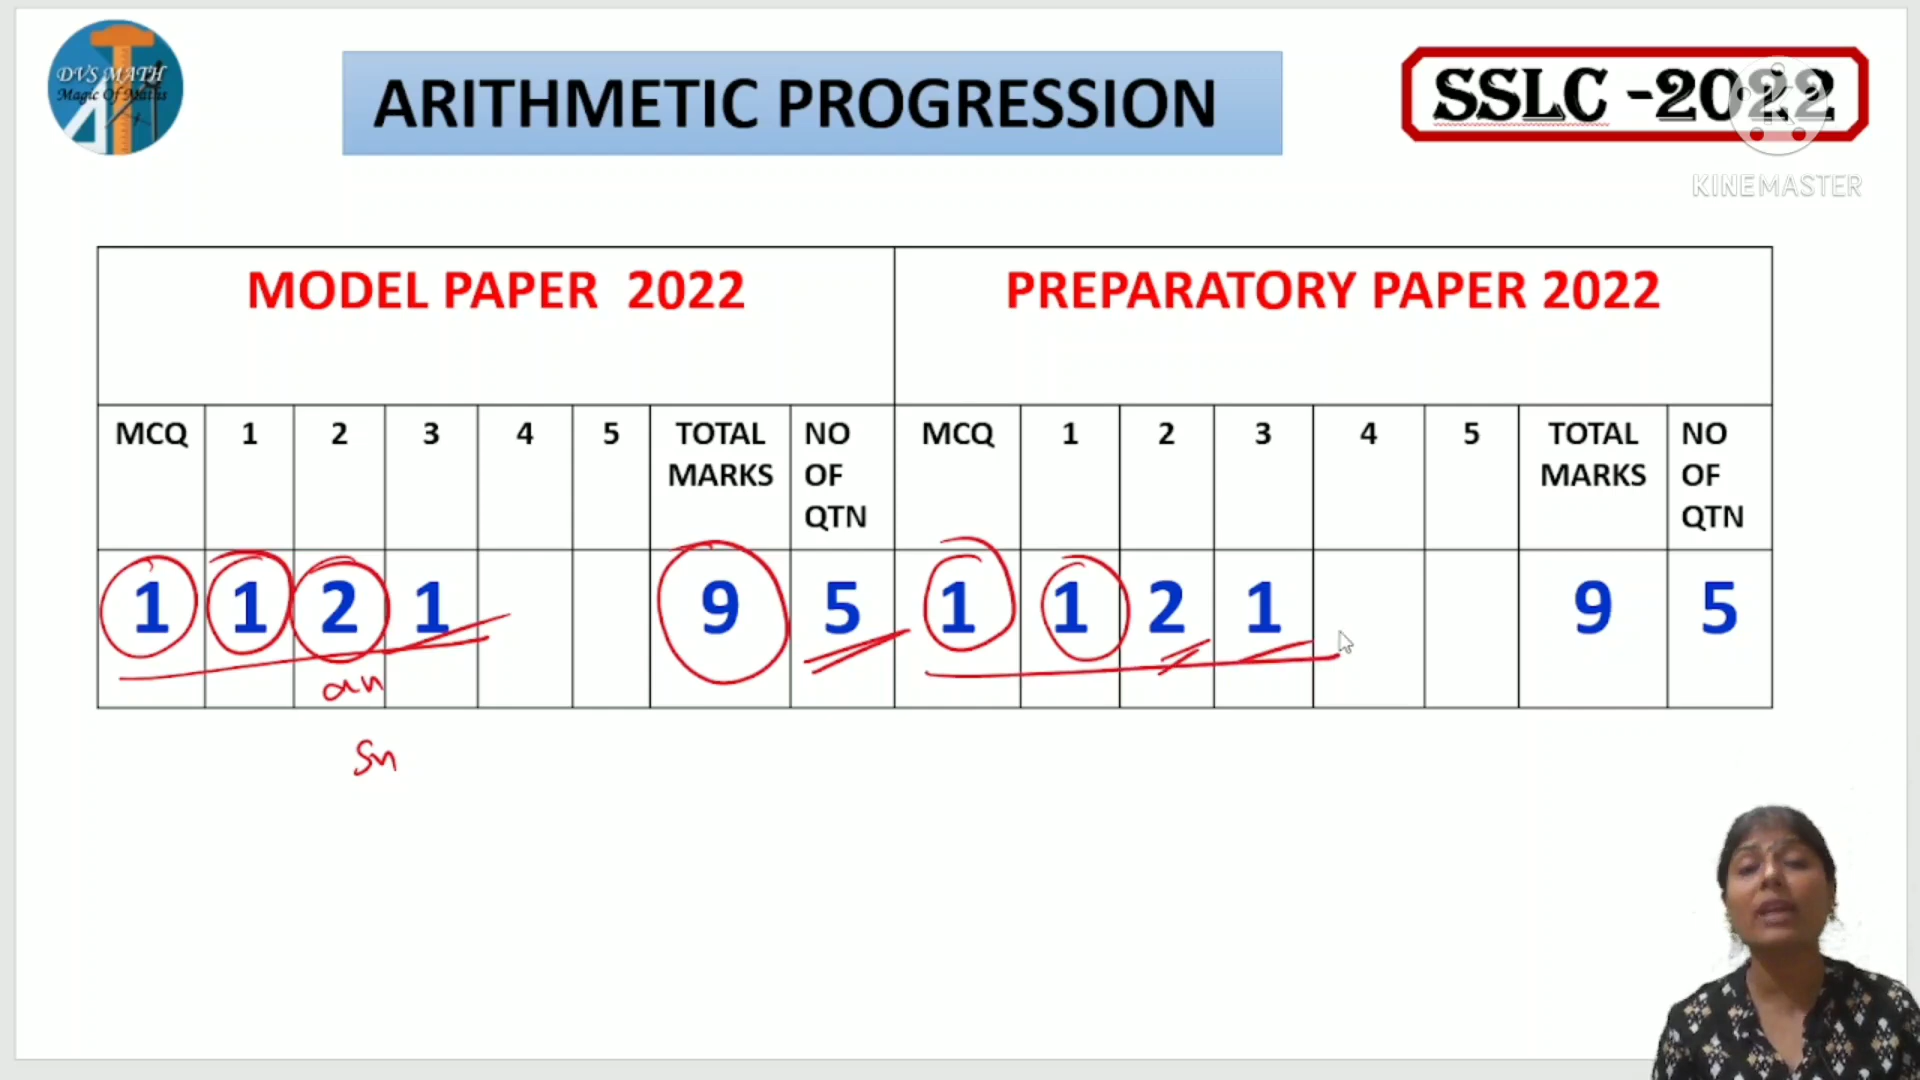 DVS MATH
Magic Of Maths
ARITHMETIC PROGRESSION
SSLC -2022
KINEMASTER
MODEL PAPER 2022
PREPARATORY PAPER 2022
MCQ 1 2 3 4 5 TOTAL MARKS NO OF QTN MCQ 1 2 3 4 5 TOTAL MARKS NO OF QTN
1 1 2 1 9 5 1 1 2 1 9 5
an
Sn